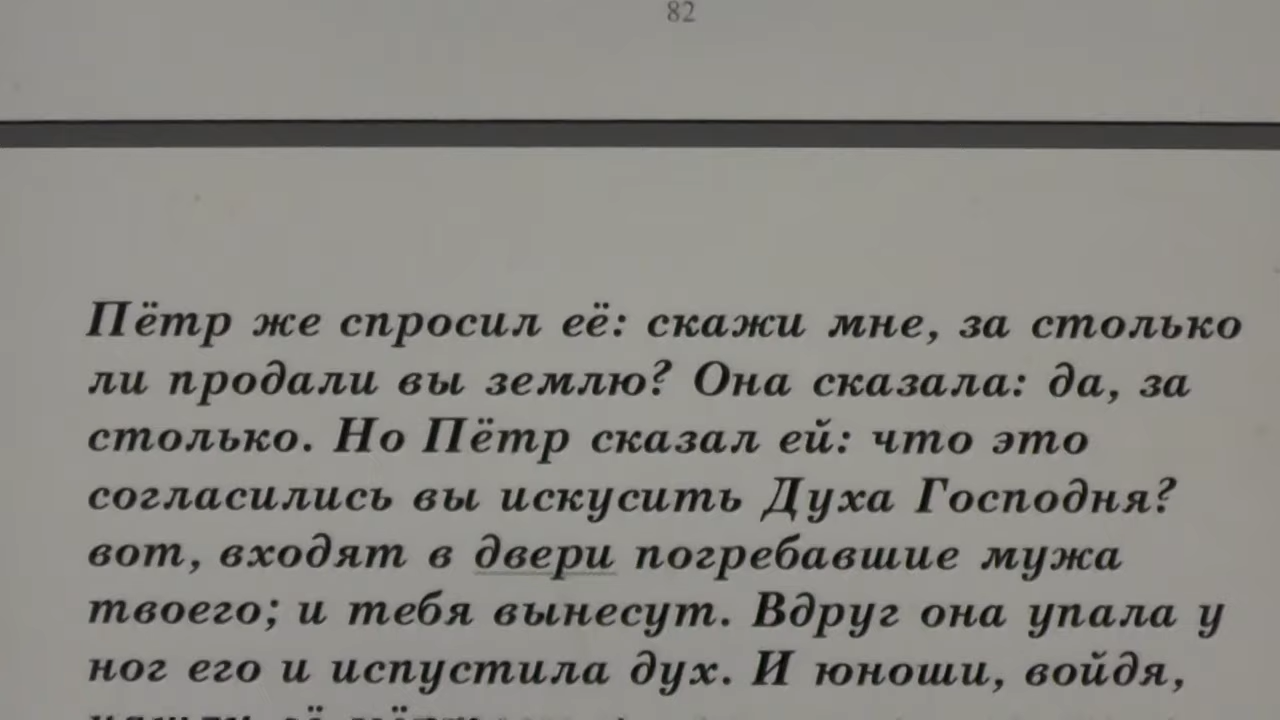 82
Пётр же спросил её: скажи мне, за столько
ли продали вы землю? Она сказала: да, за
столько. Но Пётр сказал ей: что это
согласились вы искусить Духа Господня?
вот, входят в двери погребавшие мужа
твоего; и тебя вынесут. Вдруг она упала у
ног его и испустила дух. И юноши, войдя,